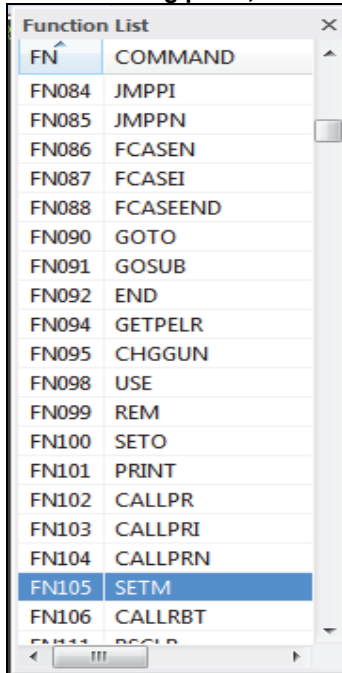 Function List
FN COMMAND
FN084 JMPPI
FN085 JMPPN
FN086 FCASEN
FN087 FCASEI
FN088 FCASEEND
FN090 GOTO
FN091 GOSUB
FN092 END
FN094 GETPELR
FN095 CHGGUN
FN098 USE
FN099 REM
FN100 SETO
FN101 PRINT
FN102 CALLPR
FN103 CALLPRI
FN104 CALLPRN
FN105 SETM
FN106 CALLRBT